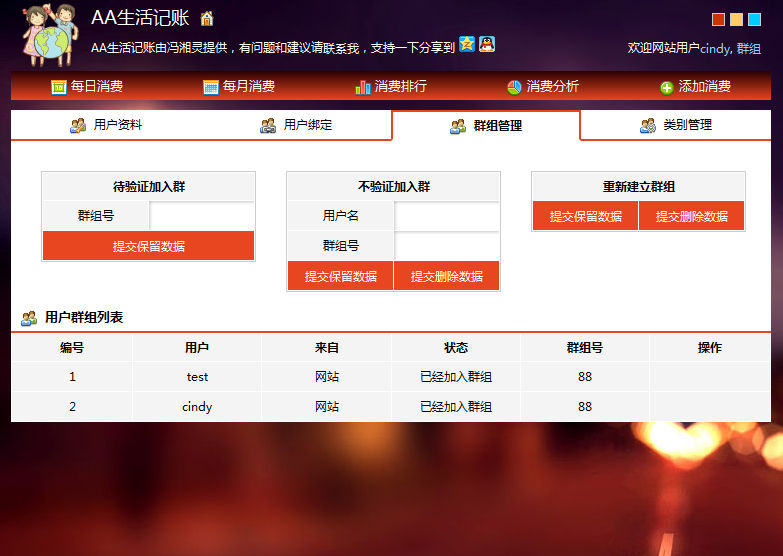 AA生活记账
AA生活记账由冯湘灵提供，有问题和建议请联系我，支持一下分享到
欢迎网站用户cindy, 群组
每日消费 每月消费 消费排行 消费分析 添加消费
用户资料 用户绑定 群组管理 类别管理
待验证加入群
群组号
提交保留数据
不验证加入群
用户名
群组号
提交保留数据 提交删除数据
重新建立群组
提交保留数据 提交删除数据
用户群组列表
编号 用户 来自 状态 群组号 操作
1 test 网站 已经加入群组 88
2 cindy 网站 已经加入群组 88